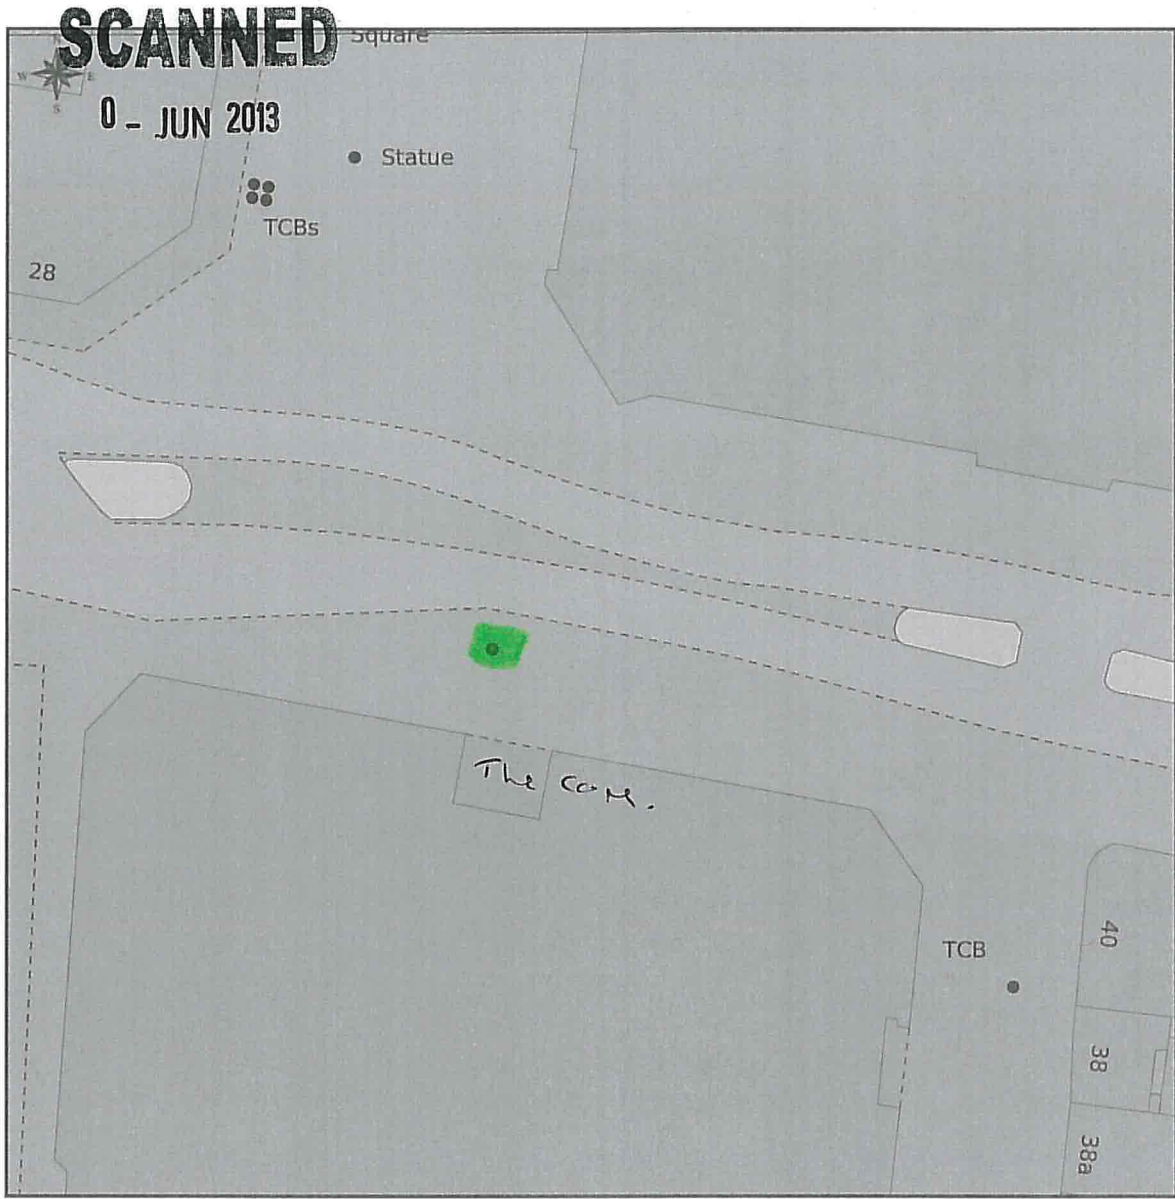 SCANNED
Square
W E
S
0 - JUN 2013
Statue
TCBs
28
The Com.
TCB
40
38
38a